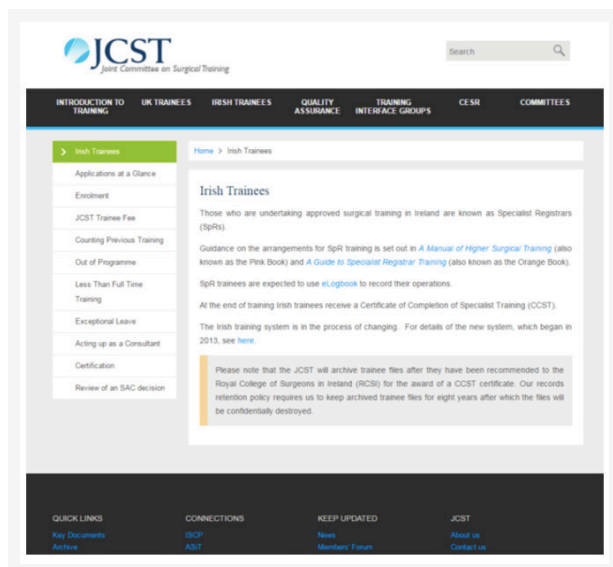 JCST
Joint Committee on Surgical Training
Search
INTRODUCTION TO TRAINING
UK TRAINEES
IRISH TRAINEES
QUALITY ASSURANCE
TRAINING INTERFACE GROUPS
CESR
COMMITTEES
Irish Trainees
Applications at a Glance
Enrolment
JCST Trainee Fee
Counting Previous Training
Out of Programme
Less Than Full Time
Training
Exceptional Leave
Acting up as a Consultant
Certification
Review of an SAC decision
Home > Irish Trainees
Irish Trainees
Those who are undertaking approved surgical training in Ireland are known as Specialist Registrars
(SpRs).
Guidance on the arrangements for SpR training is set out in A Manual of Higher Surgical Training (also
known as the Pink Book) and A Guide to Specialist Registrar Training (also known as the Orange Book).
SpR trainees are expected to use eLogbook to record their operations.
At the end of training Irish trainees receive a Certificate of Completion of Specialist Training (CCST).
The Irish training system is in the process of changing. For details of the new system, which began in
2013, see here.
Please note that the JCST will archive trainee files after they have been recommended to the
Royal College of Surgeons in Ireland (RCSI) for the award of a CCST certificate. Our records
retention policy requires us to keep archived trainee files for eight years after which the files will
be confidentially destroyed.
QUICK LINKS
Key Documents
Archive
CONNECTIONS
ISCP
ASiT
KEEP UPDATED
News
Members' Forum
JCST
About us
Contact us